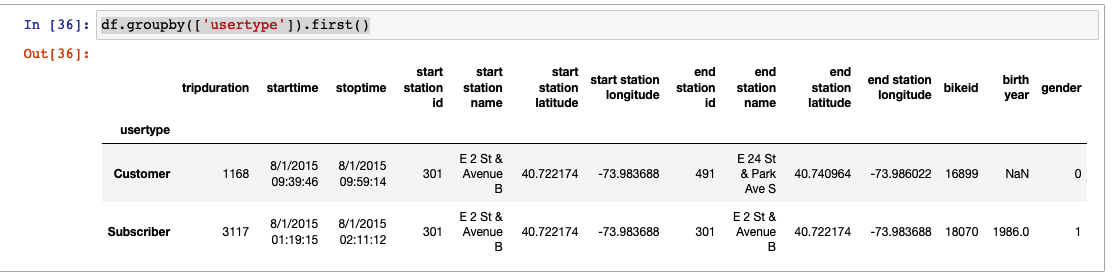 In [36]: df.groupby(['usertype']).first()
Out[36]:
tripduration starttime stoptime start station id start station name start station latitude start station longitude end station id end station name end station latitude end station longitude bikeid birth year gender
usertype
Customer 1168 8/1/2015 09:39:46 8/1/2015 09:59:14 301 E 2 St & Avenue B 40.722174 -73.983688 491 E 24 St & Park Ave S 40.740964 -73.986022 16899 NaN 0
Subscriber 3117 8/1/2015 01:19:15 8/1/2015 02:11:12 301 E 2 St & Avenue B 40.722174 -73.983688 301 E 2 St & Avenue B 40.722174 -73.983688 18070 1986.0 1